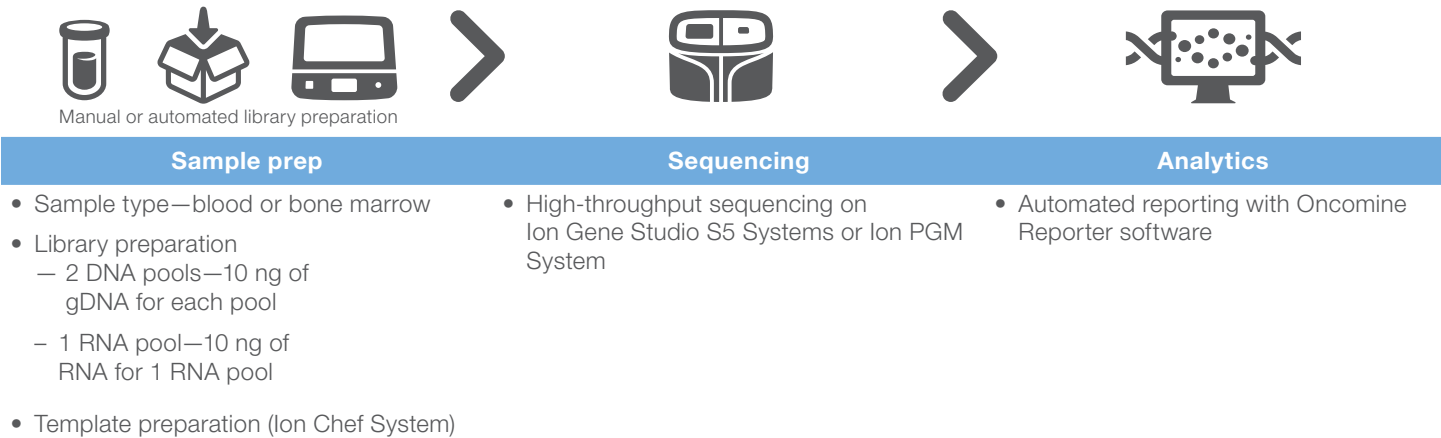 Manual or automated library preparation
Sample prep
• Sample type—blood or bone marrow
• Library preparation
— 2 DNA pools—10 ng of
gDNA for each pool
– 1 RNA pool—10 ng of
RNA for 1 RNA pool
• Template preparation (Ion Chef System)
Sequencing
• High-throughput sequencing on
Ion Gene Studio S5 Systems or Ion PGM
System
Analytics
• Automated reporting with Oncomine
Reporter software